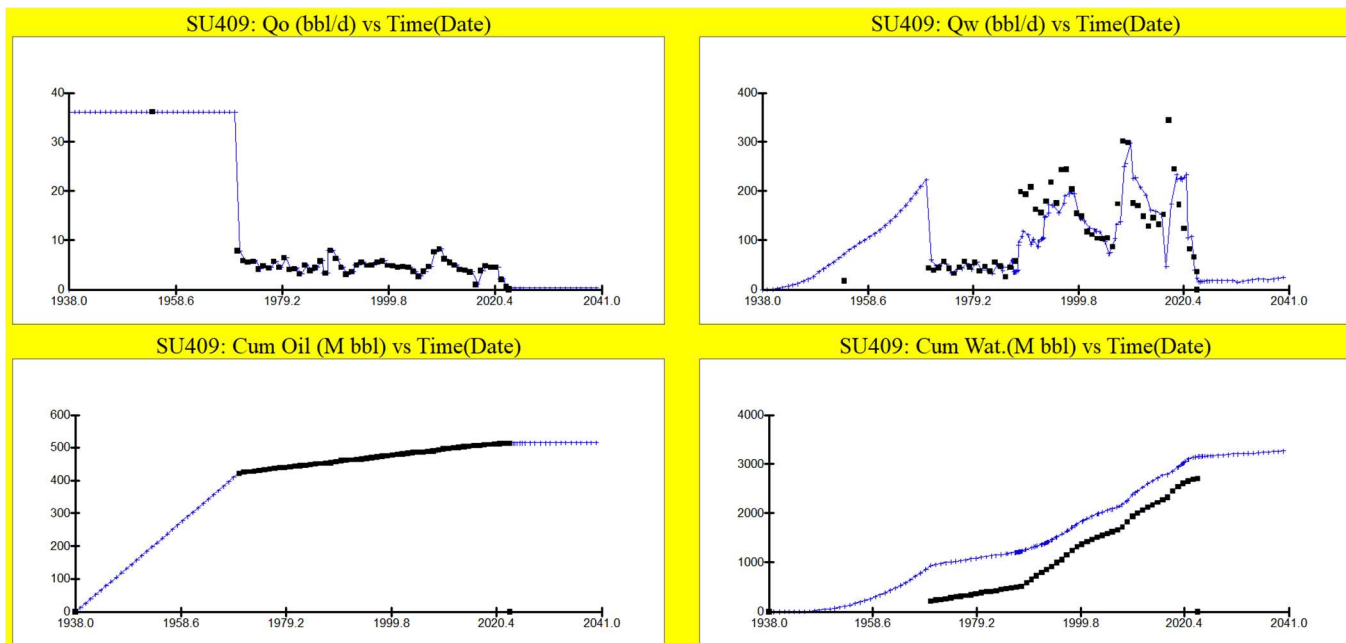 SU409: Qo (bbl/d) vs Time(Date)
40
30
20
10
0
1938.0 1958.6 1979.2 1999.8 2020.4 2041.0
SU409: Qw (bbl/d) vs Time(Date)
400
300
200
100
0
1938.0 1958.6 1979.2 1999.8 2020.4 2041.0
SU409: Cum Oil (M bbl) vs Time(Date)
600
500
400
300
200
100
0
1938.0 1958.6 1979.2 1999.8 2020.4 2041.0
SU409: Cum Wat.(M bbl) vs Time(Date)
4000
3000
2000
1000
0
1938.0 1958.6 1979.2 1999.8 2020.4 2041.0